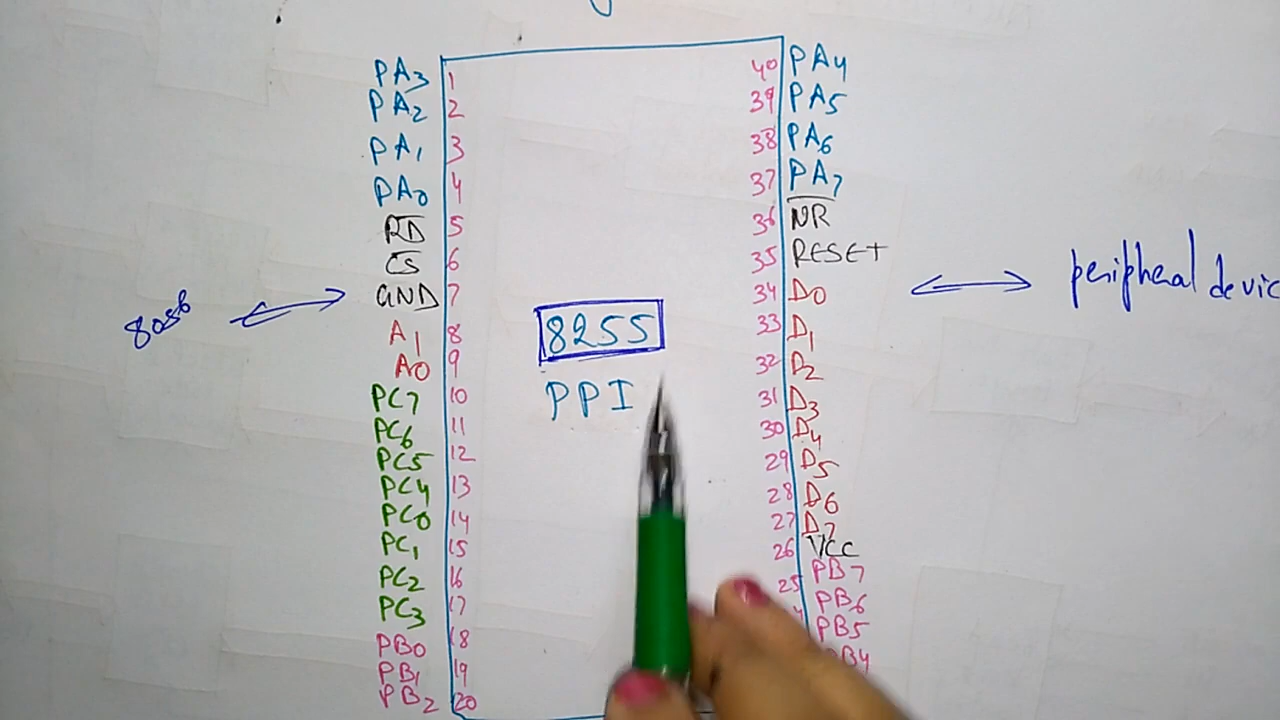 PA3 1 40 PA4
PA2 2 39 PA5
PA1 3 38 PA6
PA0 4 37 PA7
RD 5 36 WR
CS 6 35 RESET
GND 7 34 D0
8056
peripheral devic
A1 8 33 D1
8255
A0 9 32 D2
PPI
PC7 10 31 D3
PC6 11 30 D4
PC5 12 29 D5
PC4 13 28 D6
PC0 14 27 D7
PC1 15 26 VCC
PC2 16 25 PB7
PC3 17 PB6
PB0 18 PB5
PB1 19 PB4
PB2 20